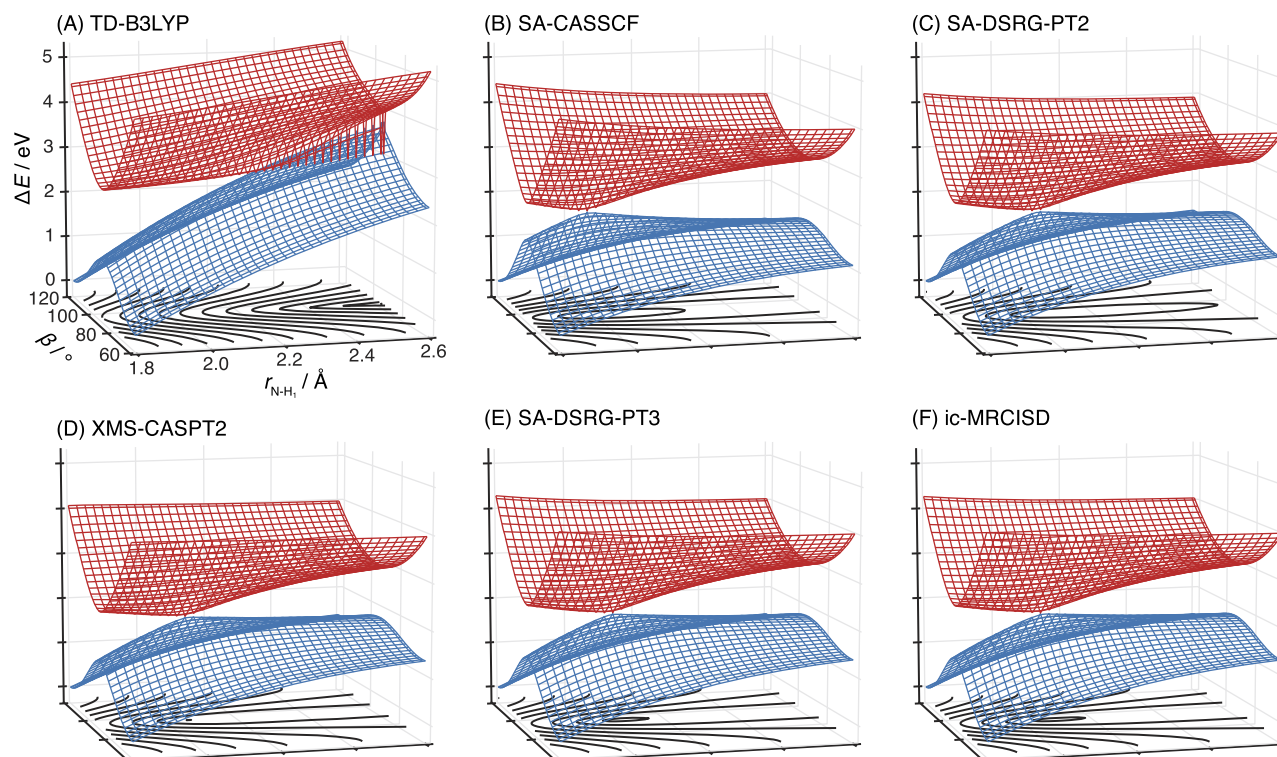 (A) TD-B3LYP
(B) SA-CASSCF
(C) SA-DSRG-PT2
5
4
3
2
1
0
ΔE / eV
120
100
80
60
β / °
1.8
2.0
2.2
2.4
2.6
r_{N-H₁} / Å
(D) XMS-CASPT2
(E) SA-DSRG-PT3
(F) ic-MRCISD